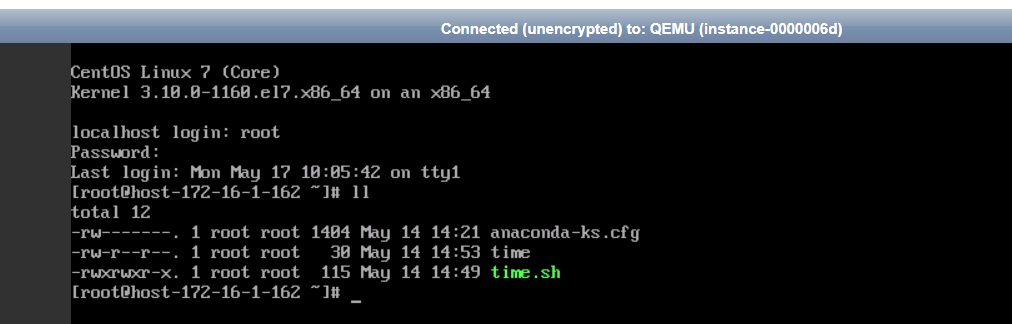 Connected (unencrypted) to: QEMU (instance-0000006d)
CentOS Linux 7 (Core)
Kernel 3.10.0-1160.el7.x86_64 on an x86_64
localhost login: root
Password:
Last login: Mon May 17 10:05:42 on tty1
[root@host-172-16-1-162 ~]# ll
total 12
-rw-------. 1 root root 1404 May 14 14:21 anaconda-ks.cfg
-rw-r--r--. 1 root root   30 May 14 14:53 time
-rwxrwxr-x. 1 root root  115 May 14 14:49 time.sh
[root@host-172-16-1-162 ~]# _